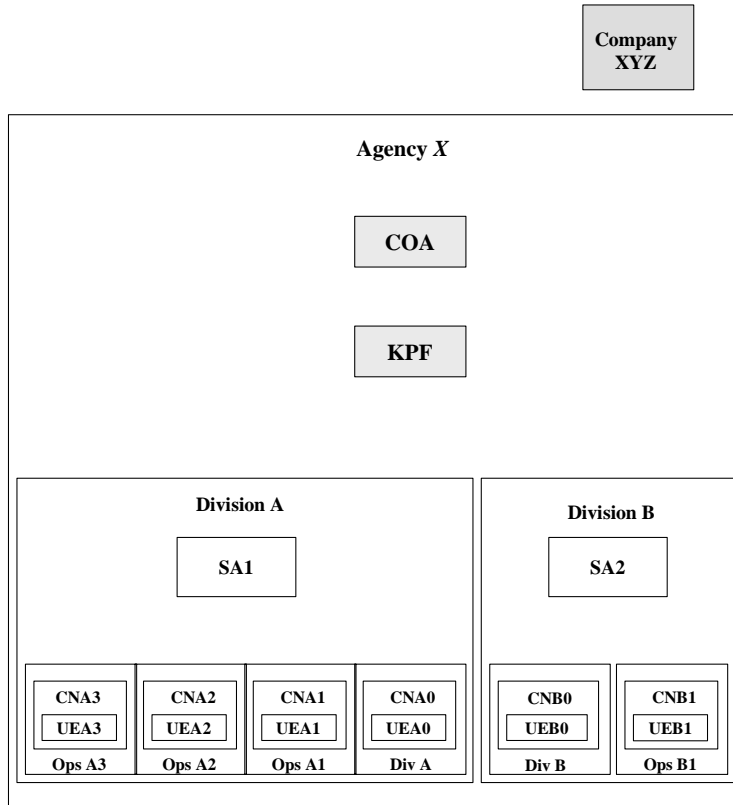 Company
XYZ
Agency X
COA
KPF
Division A
Division B
SA1
SA2
CNA3
CNA2
CNA1
CNA0
CNB0
CNB1
UEA3
UEA2
UEA1
UEA0
UEB0
UEB1
Ops A3
Ops A2
Ops A1
Div A
Div B
Ops B1